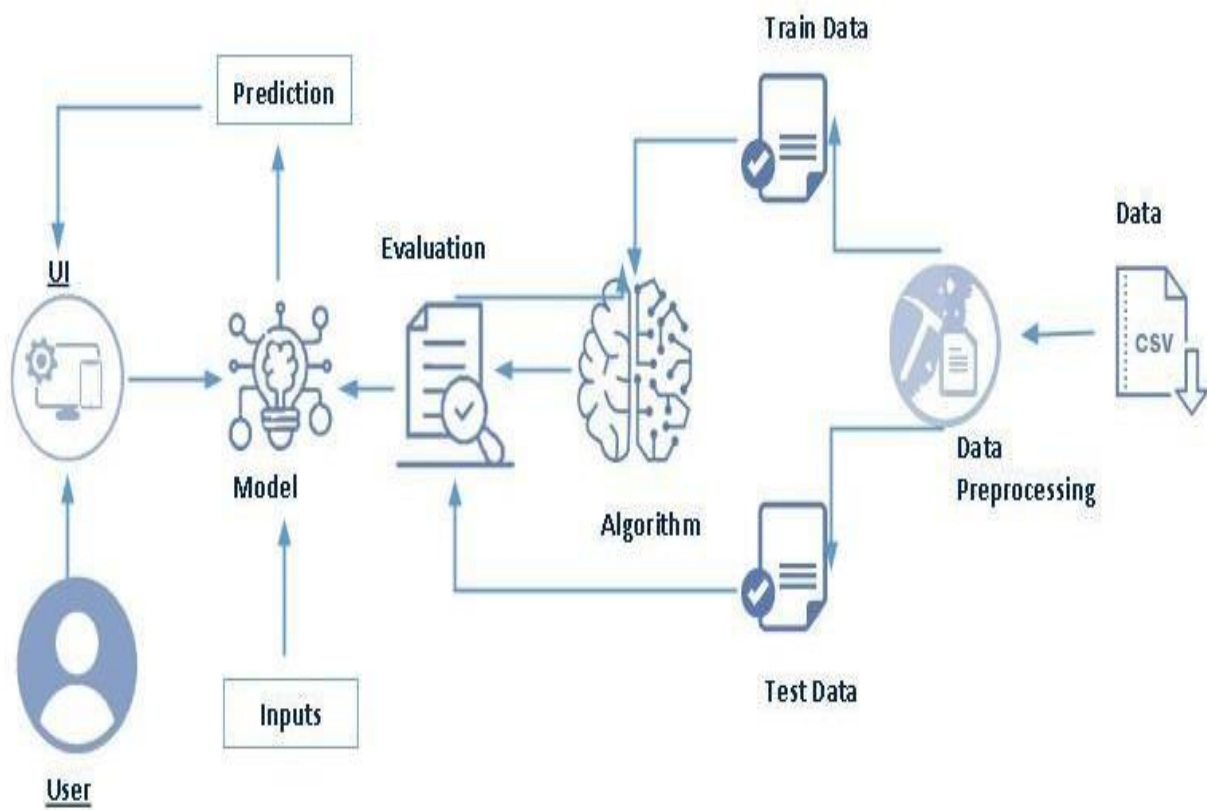 Train Data
Prediction
Data
Evaluation
UI
CSV
Data
Preprocessing
Model
Algorithm
Test Data
Inputs
User